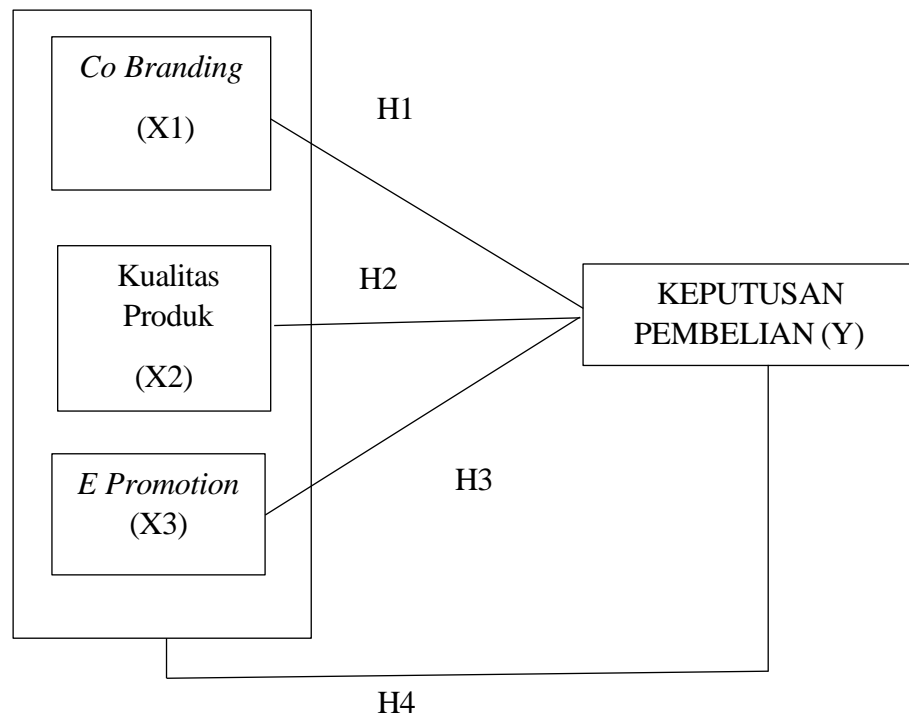 Co Branding
(X1)
H1
Kualitas
Produk
(X2)
H2
KEPUTUSAN
PEMBELIAN (Y)
E Promotion
(X3)
H3
H4